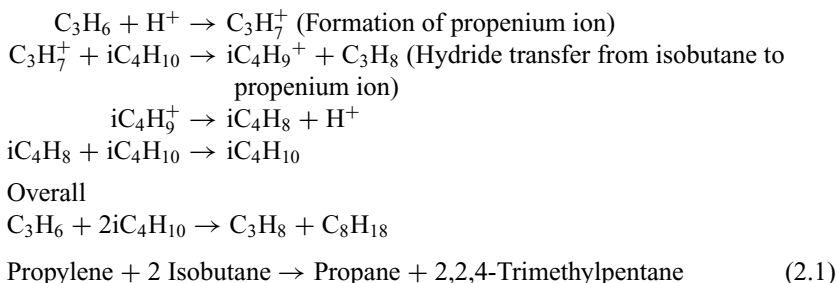 C₃H₆ + H⁺ → C₃H₇⁺ (Formation of propenium ion)
C₃H₇⁺ + iC₄H₁₀ → iC₄H₉⁺ + C₃H₈ (Hydride transfer from isobutane to
propenium ion)
iC₄H₉⁺ → iC₄H₈ + H⁺
iC₄H₈ + iC₄H₁₀ → iC₄H₁₀
Overall
C₃H₆ + 2iC₄H₁₀ → C₃H₈ + C₈H₁₈
Propylene + 2 Isobutane → Propane + 2,2,4-Trimethylpentane (2.1)